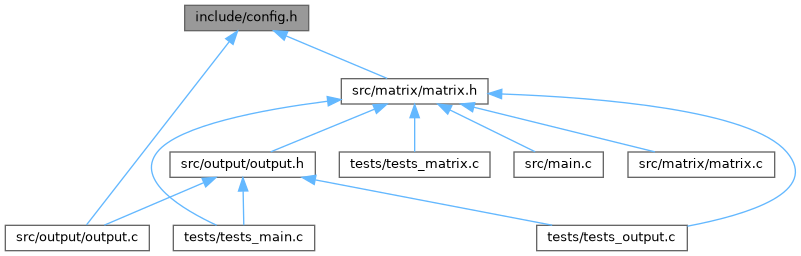 include/config.h
src/matrix/matrix.h
src/output/output.h
tests/tests_matrix.c
src/main.c
src/matrix/matrix.c
src/output/output.c
tests/tests_main.c
tests/tests_output.c